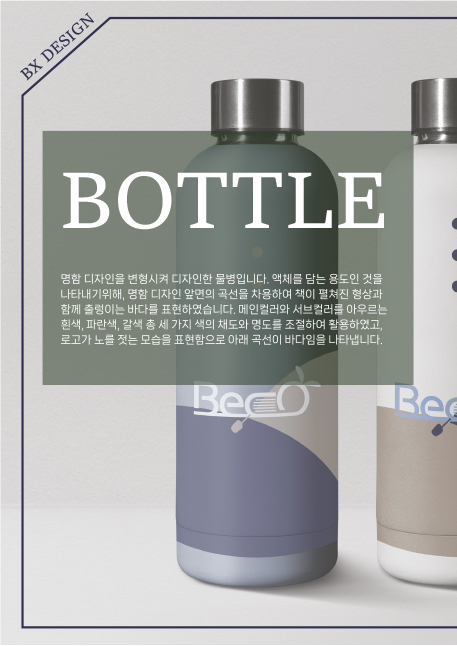 BX DESIGN
BOTTLE
명함 디자인을 변형시켜 디자인한 물병입니다. 액체를 담는 용도인 것을
나타내기위해, 명함 디자인 앞면의 곡선을 차용하여 책이 펼쳐진 형상과
함께 출렁이는 바다를 표현하였습니다. 메인컬러와 서브컬러를 아우르는
흰색, 파란색, 갈색 총 세 가지 색의 채도와 명도를 조절하여 활용하였고,
로고가 노를 젓는 모습을 표현함으로 아래 곡선이 바다임을 나타냅니다.